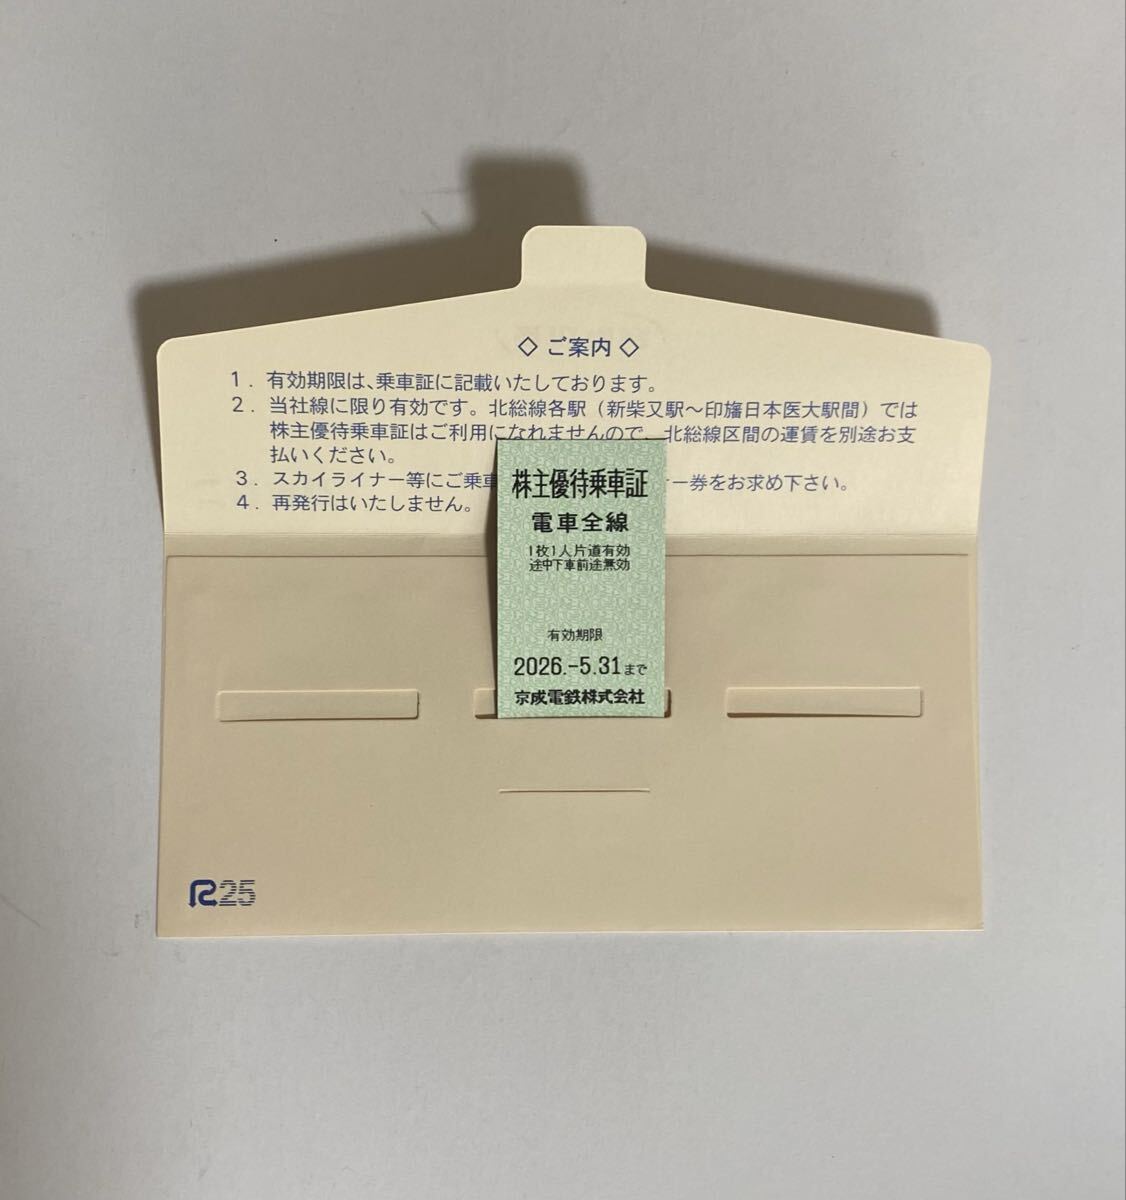 ◇ ご案内 ◇
1．有効期限は、乗車証に記載いたしております。
2．当社線に限り有効です。北総線各駅（新柴又駅～印旛日本医大駅間）では
株主優待乗車証はご利用になれませんので、北総線区間の運賃を別途お支
払いください。
3．スカイライナー等にご乗車
ー券をお求め下さい。
4．再発行はいたしません。
株主優待乗車証
電車全線
1枚1人片道有効
途中下車前途無効
有効期限
2026.-5.31まで
京成電鉄株式会社
R25